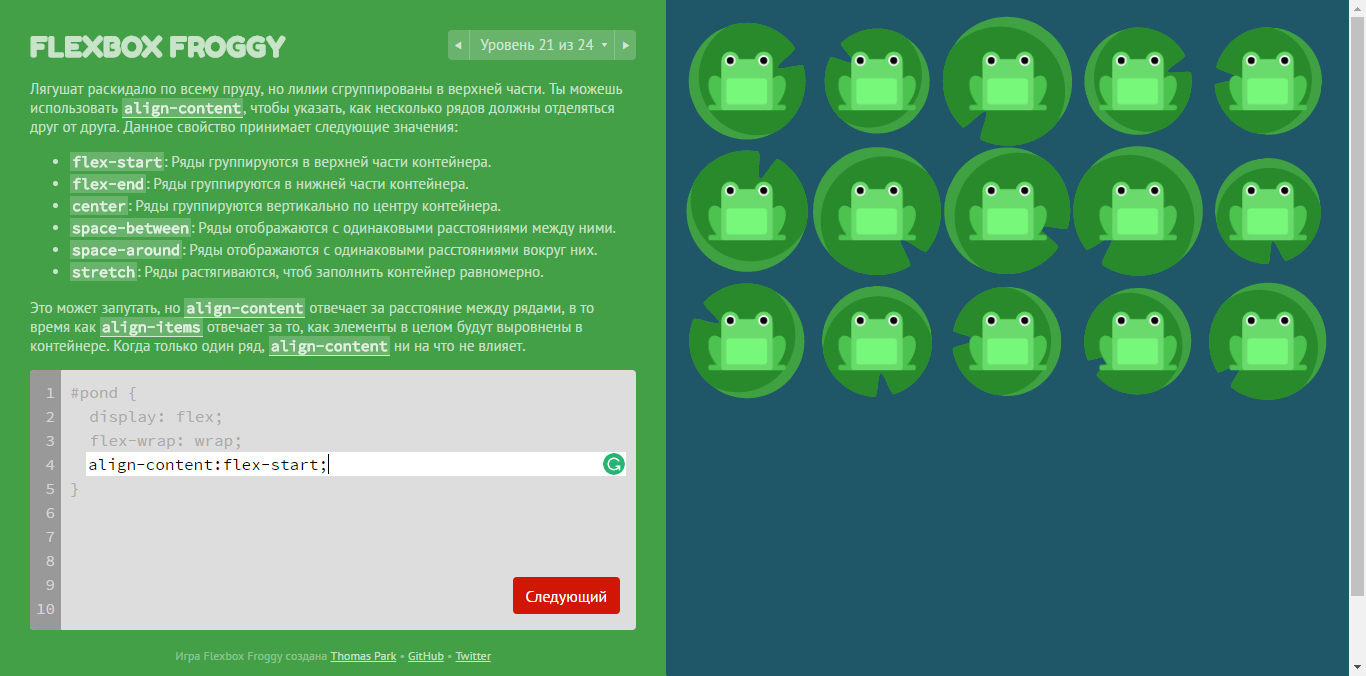 FLEXBOX FROGGY
Уровень 21 из 24
Лягушат раскидало по всему пруду, но лилии сгруппированы в верхней части. Ты можешь
использовать align-content, чтобы указать, как несколько рядов должны отделяться
друг от друга. Данное свойство принимает следующие значения:
• flex-start: Ряды группируются в верхней части контейнера.
• flex-end: Ряды группируются в нижней части контейнера.
• center: Ряды группируются вертикально по центру контейнера.
• space-between: Ряды отображаются с одинаковыми расстояниями между ними.
• space-around: Ряды отображаются с одинаковыми расстояниями вокруг них.
• stretch: Ряды растягиваются, чтоб заполнить контейнер равномерно.
Это может запутать, но align-content отвечает за расстояние между рядами, в то
время как align-items отвечает за то, как элементы в целом будут выровнены в
контейнере. Когда только один ряд, align-content ни на что не влияет.
1 #pond {
2 display: flex;
3 flex-wrap: wrap;
4 align-content:flex-start;
5 }
6
7
8
9
10
Следующий
Игра Flexbox Froggy создана Thomas Park • GitHub • Twitter